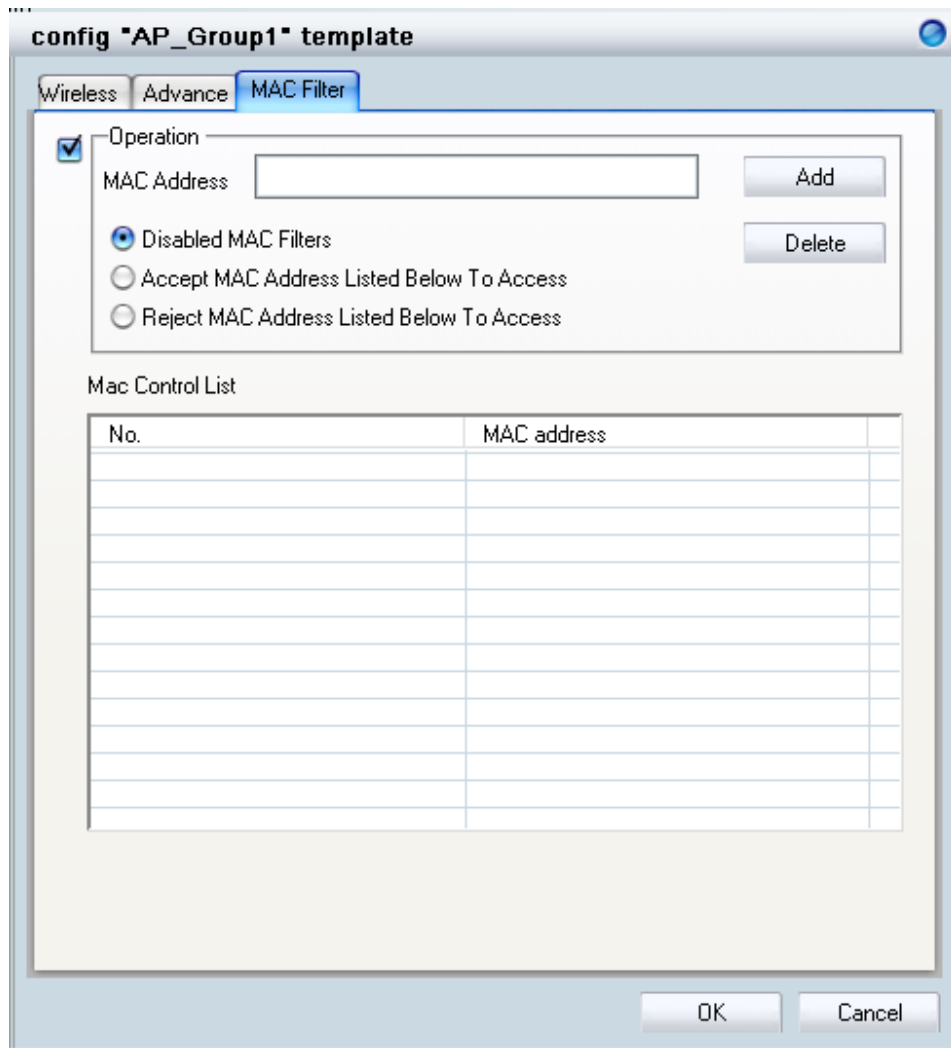 config "AP_Group1" template
Wireless Advance MAC Filter
Operation
MAC Address Add
Disabled MAC Filters Delete
Accept MAC Address Listed Below To Access
Reject MAC Address Listed Below To Access
Mac Control List
No. MAC address
OK Cancel